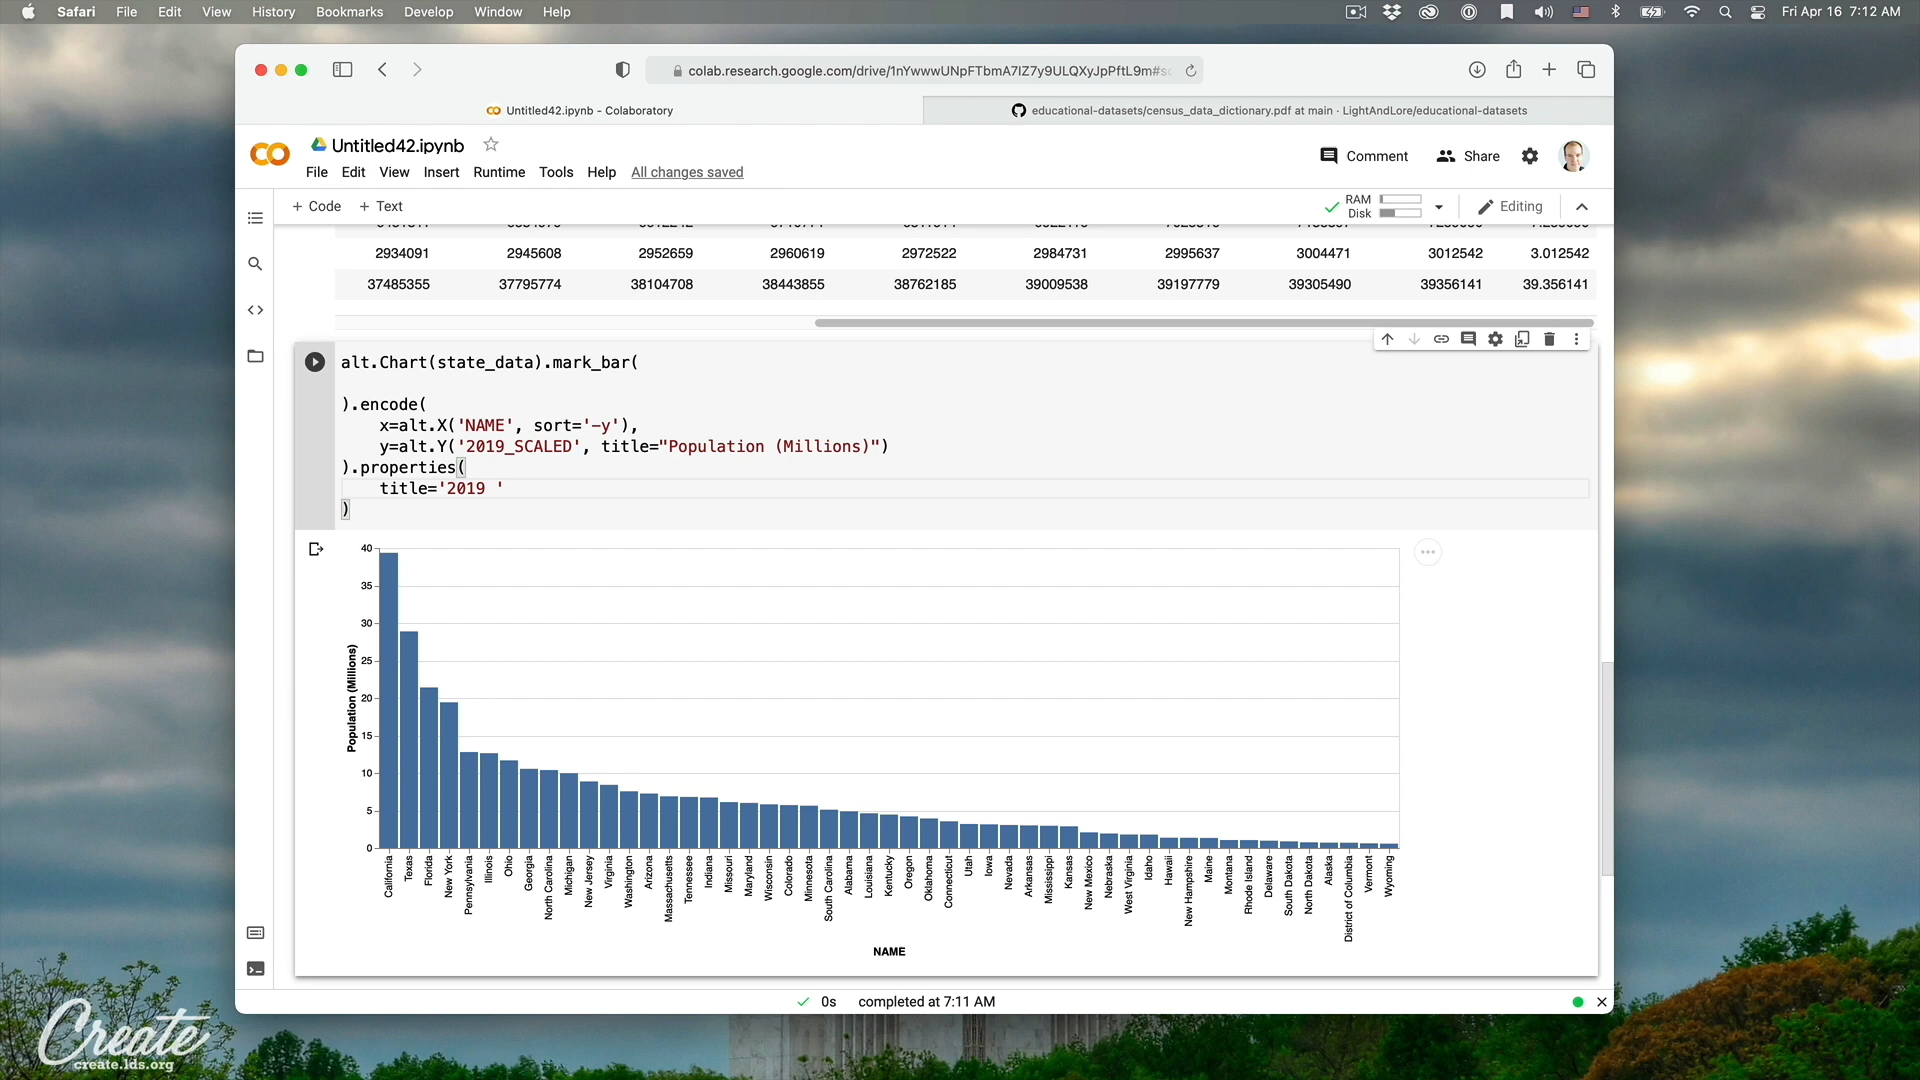 Safari File Edit View History Bookmarks Develop Window Help Fri Apr 16 7:12 AM
colab.research.google.com/drive/1nYwwwUNpFTbmA7IZ7y9ULQXyJpPftL9m#sc
Untitled42.ipynb - Colaboratory
educational-datasets/census_data_dictionary.pdf at main · LightAndLore/educational-datasets
Untitled42.ipynb
File Edit View Insert Runtime Tools Help All changes saved
Comment Share
+ Code + Text
RAM
Disk
Editing
2934091 2945608 2952659 2960619 2972522 2984731 2995637 3004471 3012542 3.012542
37485355 37795774 38104708 38443855 38762185 39009538 39197779 39305490 39356141 39.356141
alt.Chart(state_data).mark_bar(
).encode(
x=alt.X('NAME', sort='-y'),
y=alt.Y('2019_SCALED', title="Population (Millions)")
).properties(
title='2019 '
)
Population (Millions)
40
35
30
25
20
15
10
5
0
California
Texas
Florida
New York
Pennsylvania
Illinois
Ohio
Georgia
North Carolina
Michigan
New Jersey
Virginia
Washington
Arizona
Massachusetts
Tennessee
Indiana
Missouri
Maryland
Wisconsin
Colorado
Minnesota
South Carolina
Alabama
Louisiana
Kentucky
Oregon
Oklahoma
Connecticut
Utah
Iowa
Nevada
Arkansas
Mississippi
Kansas
New Mexico
Nebraska
West Virginia
Idaho
Hawaii
New Hampshire
Maine
Montana
Rhode Island
Delaware
South Dakota
North Dakota
Alaska
District of Columbia
Vermont
Wyoming
NAME
0s completed at 7:11 AM
Create
create.lds.org